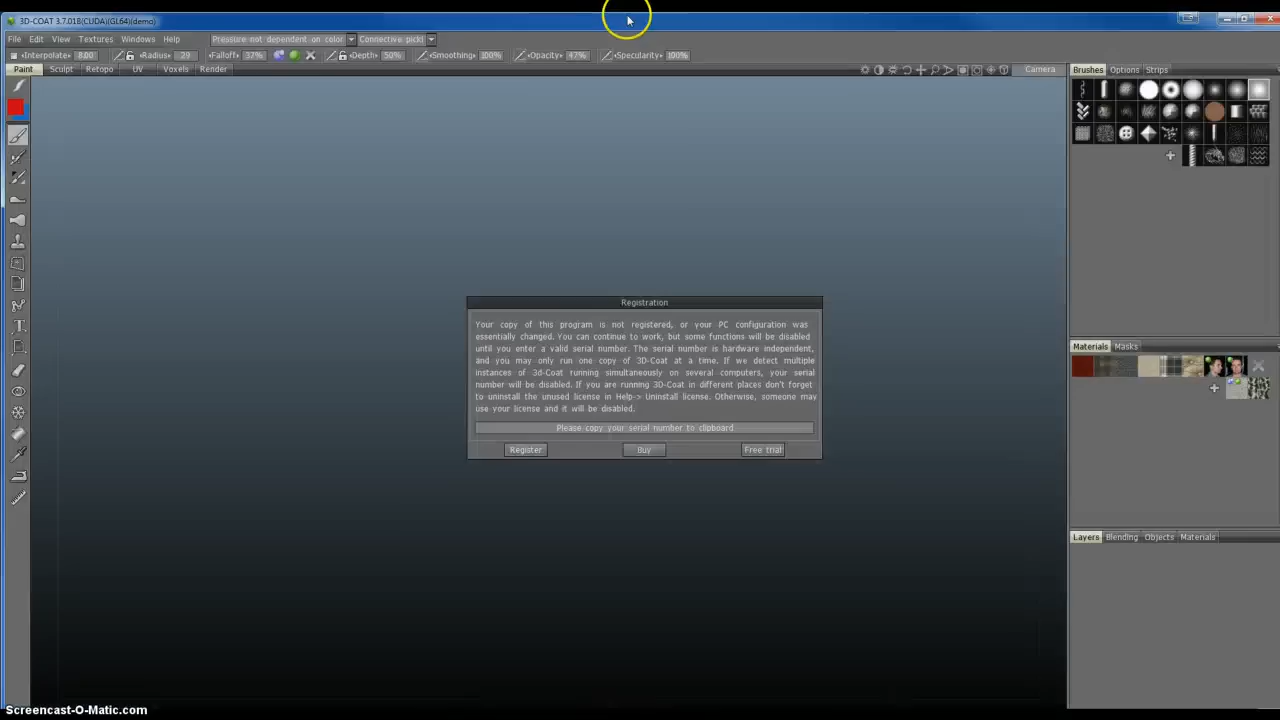 3D-COAT 3.7.01B(CUDA)(GL64)(demo)
File Edit View Textures Windows Help Pressure not dependent on color Connective picki
Interpolate 8.00 Radius 29 Falloff 37% Depth 50% Smoothing 100% Opacity 47% Specularity 100%
Paint Sculpt Retopo UV Voxels Render Camera Brushes Options Strips
Registration
Your copy of this program is not registered, or your PC configuration was
essentially changed. You can continue to work, but some functions will be disabled
until you enter a valid serial number. The serial number is hardware independent,
and you may only run one copy of 3D-Coat at a time. If we detect multiple
instances of 3d-Coat running simultaneously on several computers, your serial
number will be disabled. If you are running 3D-Coat in different places don't forget
to uninstall the unused license in Help-> Uninstall license. Otherwise, someone may
use your license and it will be disabled.
Please copy your serial number to clipboard
Register Buy Free trial
Materials Masks
Layers Blending Objects Materials
Screencast-O-Matic.com